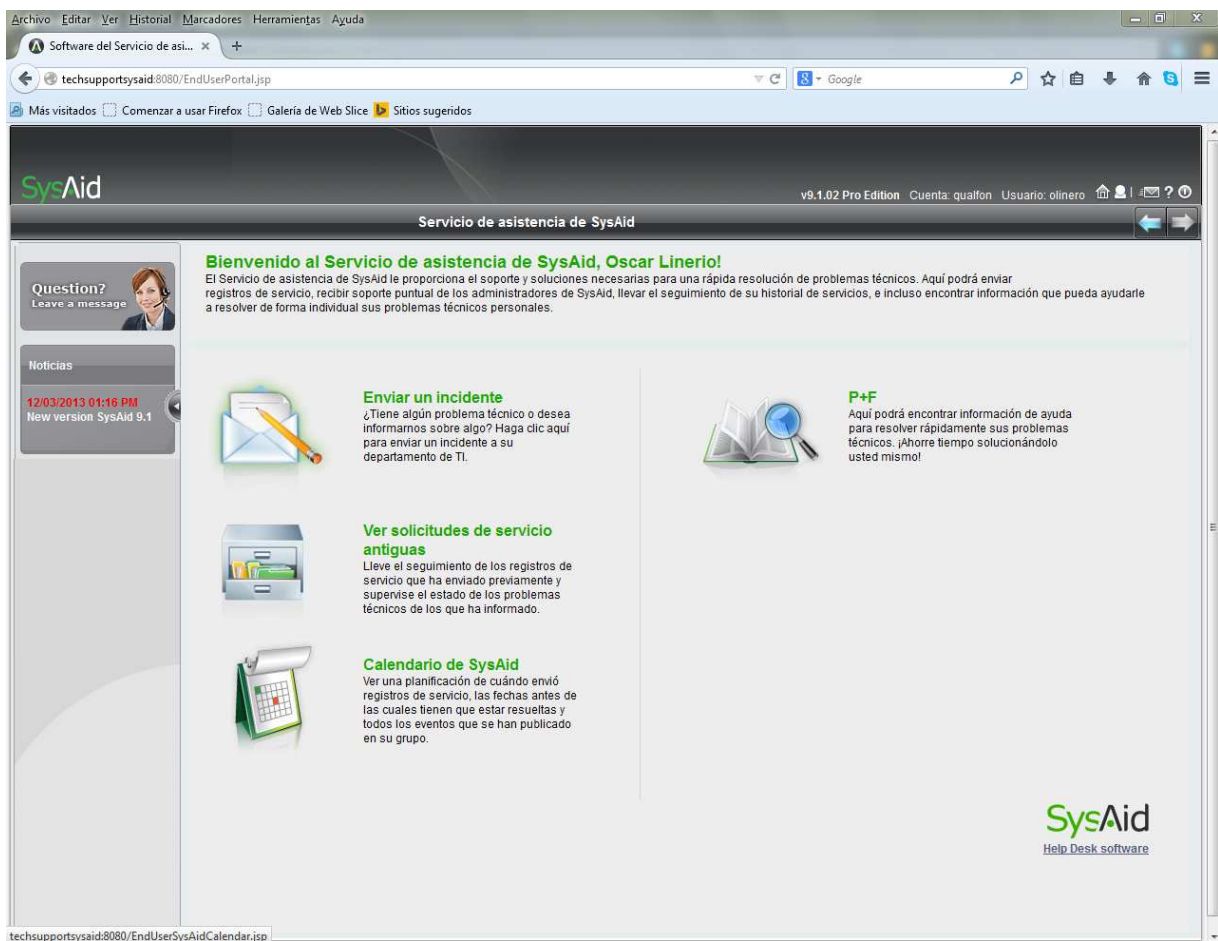 Archivo Editar Ver Historial Marcadores Herramientas Ayuda
Software del Servicio de asi... × +
techsupportsysaid:8080/EndUserPortal.jsp
Google
Más visitados Comenzar a usar Firefox Galería de Web Slice Sitios sugeridos
SysAid
v9.1.02 Pro Edition Cuenta: qualfon Usuario: olinero
Servicio de asistencia de SysAid
Question?
Leave a message
Noticias
12/03/2013 01:16 PM
New version SysAid 9.1
Bienvenido al Servicio de asistencia de SysAid, Oscar Linerio!
El Servicio de asistencia de SysAid le proporciona el soporte y soluciones necesarias para una rápida resolución de problemas técnicos. Aquí podrá enviar
registros de servicio, recibir soporte puntual de los administradores de SysAid, llevar el seguimiento de su historial de servicios, e incluso encontrar información que pueda ayudarle
a resolver de forma individual sus problemas técnicos personales.
Enviar un incidente
¿Tiene algún problema técnico o desea
informarnos sobre algo? Haga clic aquí
para enviar un incidente a su
departamento de TI.
Ver solicitudes de servicio
antiguas
Lleve el seguimiento de los registros de
servicio que ha enviado previamente y
supervise el estado de los problemas
técnicos de los que ha informado.
Calendario de SysAid
Ver una planificación de cuándo envió
registros de servicio, las fechas antes de
las cuales tienen que estar resueltas y
todos los eventos que se han publicado
en su grupo.
P+F
Aquí podrá encontrar información de ayuda
para resolver rápidamente sus problemas
técnicos. ¡Ahorre tiempo solucionándolo
usted mismo!
SysAid
Help Desk software
techsupportsysaid:8080/EndUserSysAidCalendar.jsp